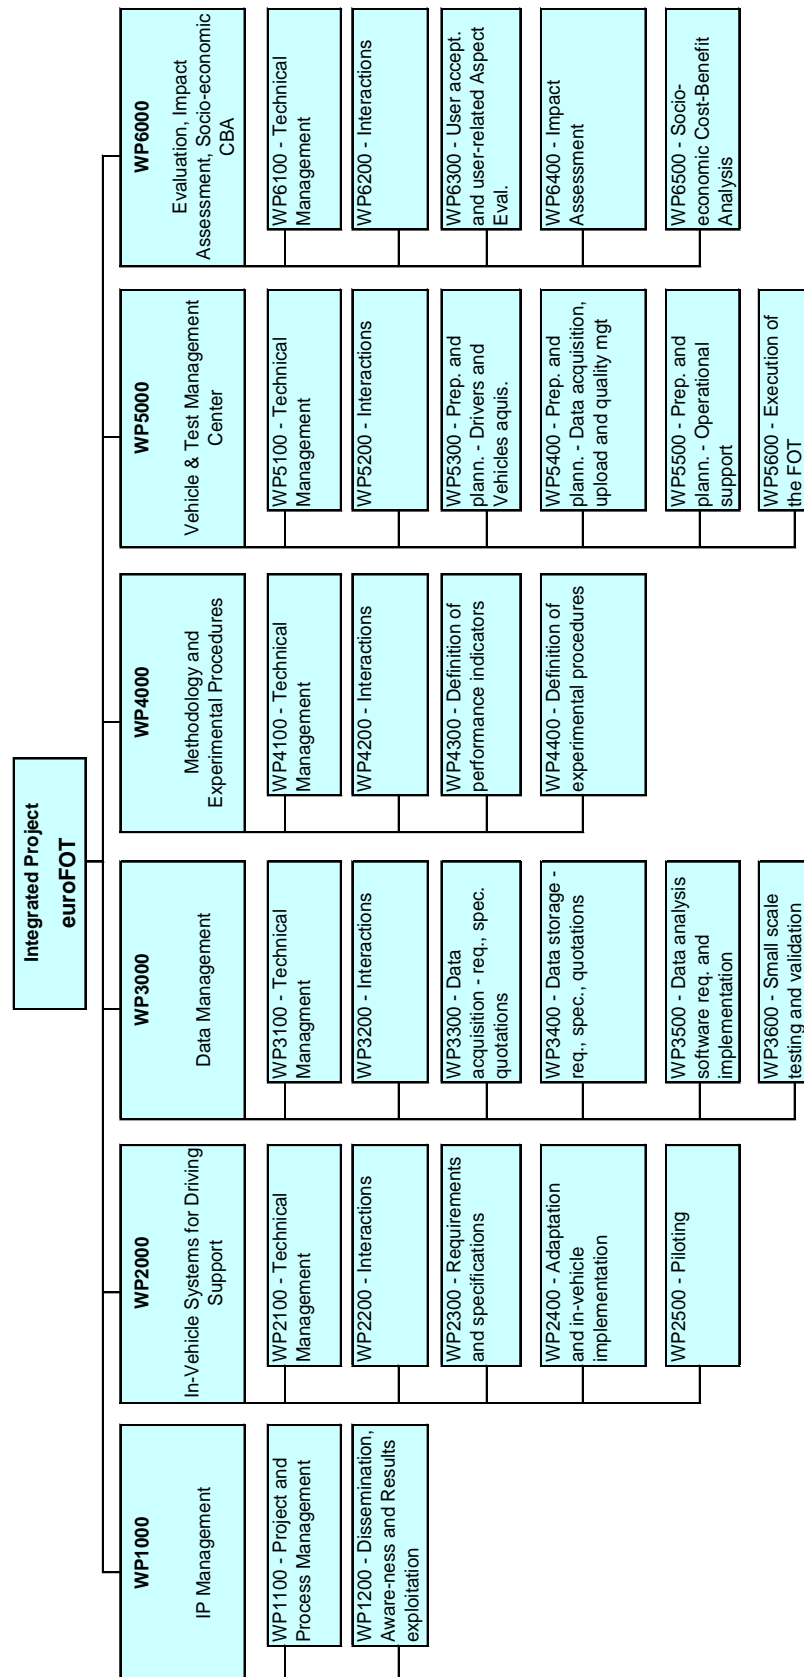 Integrated Project
euroFOT
WP1000
IP Management
WP1100 - Project and
Process Management
WP1200 - Dissemination,
Aware-ness and Results
exploitation
WP2000
In-Vehicle Systems for Driving
Support
WP2100 - Technical
Management
WP2200 - Interactions
WP2300 - Requirements
and specifications
WP2400 - Adaptation
and in-vehicle
implementation
WP2500 - Piloting
WP3000
Data Management
WP3100 - Technical
Managment
WP3200 - Interactions
WP3300 - Data
acquisition - req., spec.
quotations
WP3400 - Data storage -
req., spec., quotations
WP3500 - Data analysis
software req. and
implementation
WP3600 - Small scale
testing and validation
WP4000
Methodology and
Experimental Procedures
WP4100 - Technical
Management
WP4200 - Interactions
WP4300 - Definition of
performance indicators
WP4400 - Definition of
experimental procedures
WP5000
Vehicle & Test Management
Center
WP5100 - Technical
Management
WP5200 - Interactions
WP5300 - Prep. and
plann. - Drivers and
Vehicles aquis.
WP5400 - Prep. and
plann. - Data acquisition,
upload and quality mgt
WP5500 - Prep. and
plann. - Operational
support
WP5600 - Execution of
the FOT
WP6000
Evaluation, Impact
Assessment, Socio-economic
CBA
WP6100 - Technical
Management
WP6200 - Interactions
WP6300 - User accept.
and user-related Aspect
Eval.
WP6400 - Impact
Assessment
WP6500 - Socio-
economic Cost-Benefit
Analysis